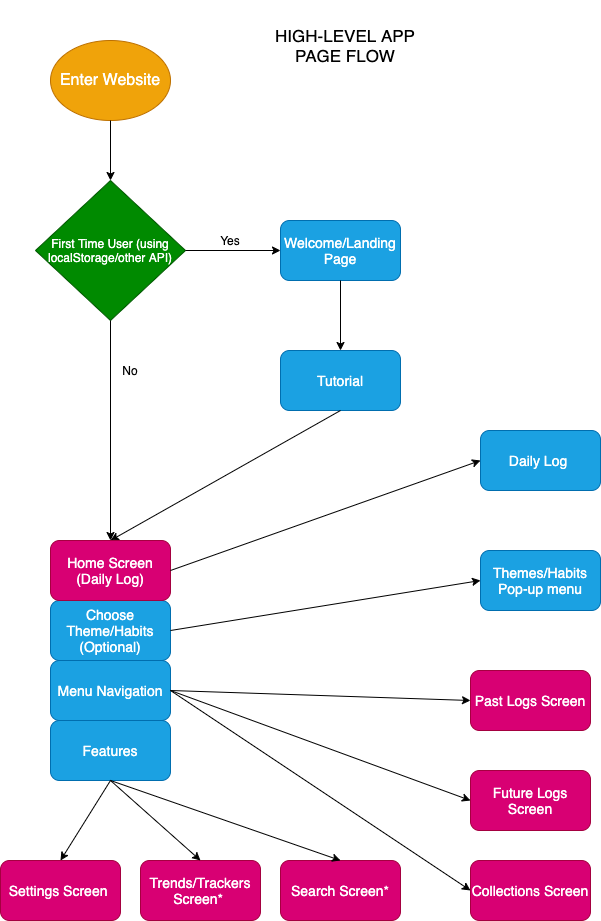 HIGH-LEVEL APP
PAGE FLOW
Enter Website
First Time User (using
localStorage/other API)
Yes
Welcome/Landing
Page
No
Tutorial
Daily Log
Home Screen
(Daily Log)
Themes/Habits
Pop-up menu
Choose
Theme/Habits
(Optional)
Menu Navigation
Past Logs Screen
Features
Future Logs
Screen
Settings Screen
Trends/Trackers
Screen*
Search Screen*
Collections Screen